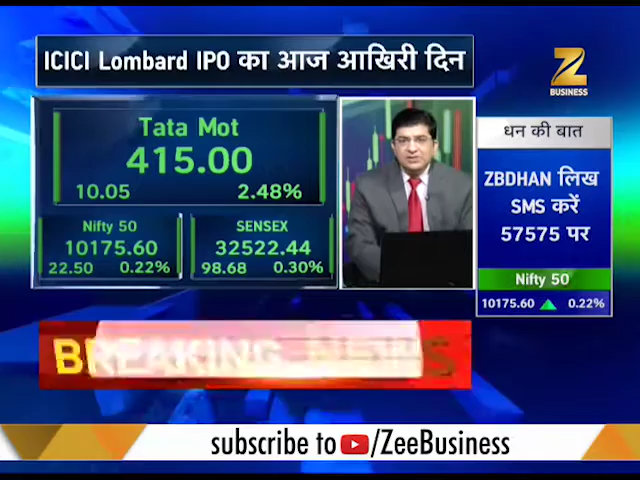 ICICI Lombard IPO का आज आखिरी दिन
Z
BUSINESS
Tata Mot
415.00
10.05 2.48%
Nifty 50
10175.60
22.50 0.22%
SENSEX
32522.44
98.68 0.30%
धन की बात
ZBDHAN लिख
SMS करें
57575 पर
Nifty 50
10175.60 0.22%
BREAKING NEWS
subscribe to /ZeeBusiness